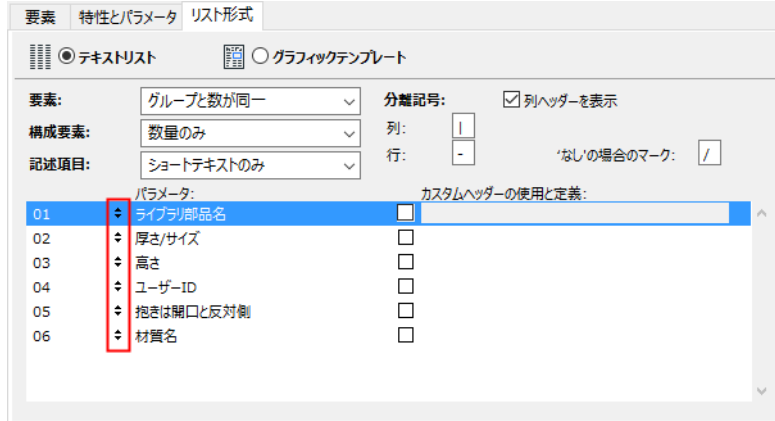 要素 特性とパラメータ リスト形式
テキストリスト グラフィックテンプレート
要素: グループと数が同一 分離記号: 列ヘッダーを表示
構成要素: 数量のみ 列: |
記述項目: ショートテキストのみ 行: - 'なし'の場合のマーク: /
パラメータ: カスタムヘッダーの使用と定義:
01 ライブラリ部品名
02 厚さ/サイズ
03 高さ
04 ユーザーID
05 抱きは開口と反対側
06 材質名